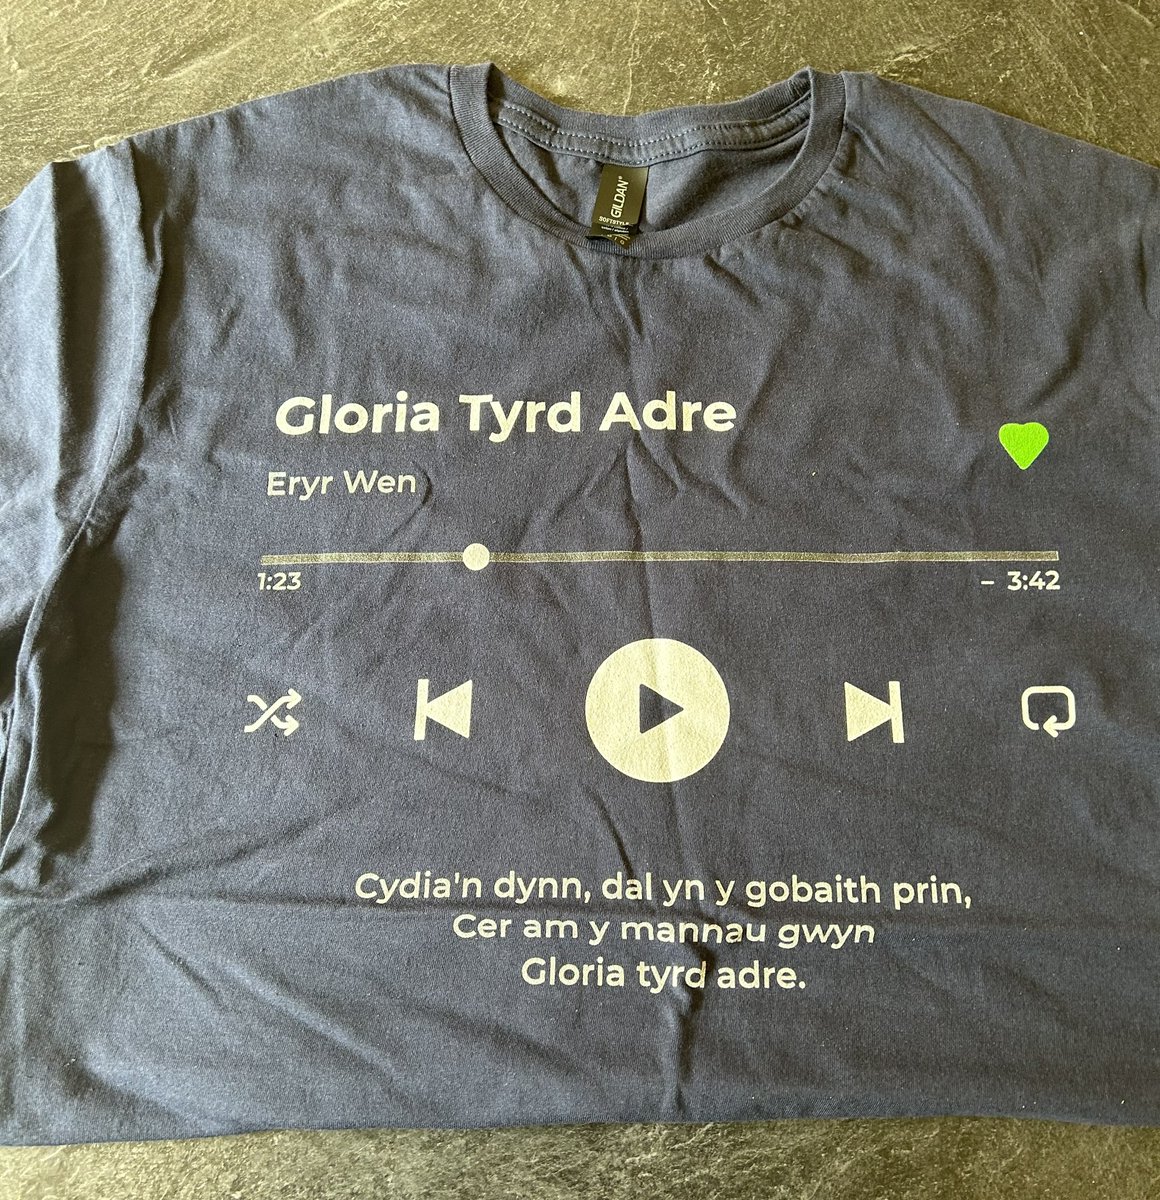 GILDAN®
SOFTSTYLE
Gloria Tyrd Adre
Eryr Wen
1:23
– 3:42
Cydia'n dynn, dal yn y gobaith prin,
Cer am y mannau gwyn
Gloria tyrd adre.